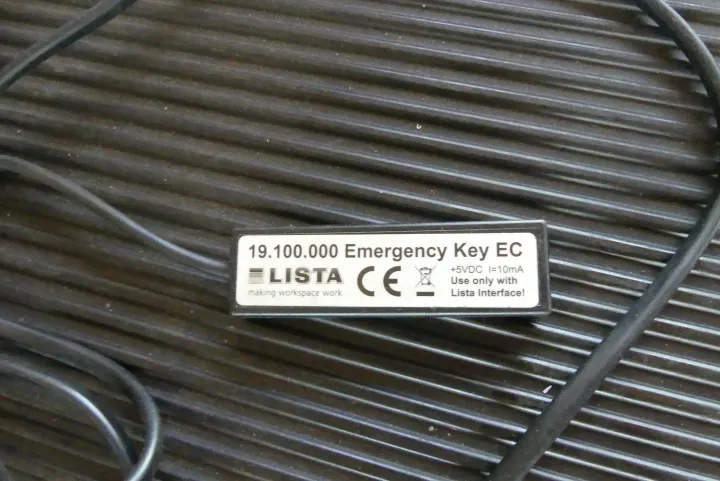 19.100.000 Emergency Key EC
LISTA
making workspace work
CE
+5VDC I=10mA
Use only with
Lista Interface!